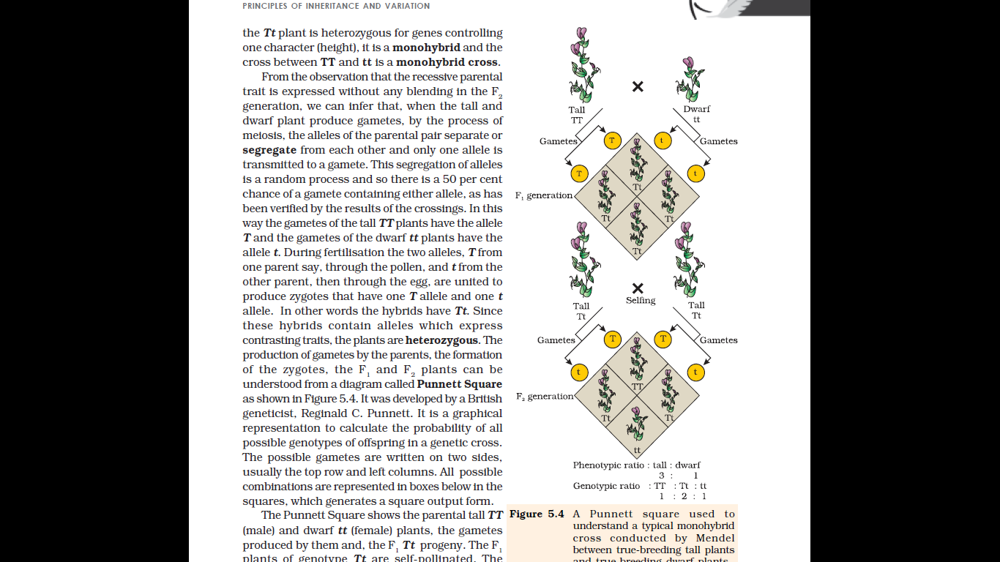 PRINCIPLES OF INHERITANCE AND VARIATION
the Tt plant is heterozygous for genes controlling
one character (height), it is a monohybrid and the
cross between TT and tt is a monohybrid cross.
From the observation that the recessive parental
trait is expressed without any blending in the F₂
generation, we can infer that, when the tall and
dwarf plant produce gametes, by the process of
meiosis, the alleles of the parental pair separate or
segregate from each other and only one allele is
transmitted to a gamete. This segregation of alleles
is a random process and so there is a 50 per cent
chance of a gamete containing either allele, as has
been verified by the results of the crossings. In this
way the gametes of the tall TT plants have the allele
T and the gametes of the dwarf tt plants have the
allele t. During fertilisation the two alleles, T from
one parent say, through the pollen, and t from the
other parent, then through the egg, are united to
produce zygotes that have one T allele and one t
allele. In other words the hybrids have Tt. Since
these hybrids contain alleles which express
contrasting traits, the plants are heterozygous. The
production of gametes by the parents, the formation
of the zygotes, the F₁ and F₂ plants can be
understood from a diagram called Punnett Square
as shown in Figure 5.4. It was developed by a British
geneticist, Reginald C. Punnett. It is a graphical
representation to calculate the probability of all
possible genotypes of offspring in a genetic cross.
The possible gametes are written on two sides,
usually the top row and left columns. All possible
combinations are represented in boxes below in the
squares, which generates a square output form.
The Punnett Square shows the parental tall TT
(male) and dwarf tt (female) plants, the gametes
produced by them and, the F₁ Tt progeny. The F₁
plants of genotype Tt are self-pollinated. The
×
Tall Dwarf
TT tt
Gametes T t Gametes
T t
Tt
F₁ generation
Tt Tt
Tt
×
Selfing
Tall Tall
Tt Tt
Gametes T T Gametes
t t
TT
F₂ generation
Tt Tt
tt
Phenotypic ratio : tall : dwarf
3 : 1
Genotypic ratio : TT : Tt : tt
1 : 2 : 1
Figure 5.4 A Punnett square used to
understand a typical monohybrid
cross conducted by Mendel
between true-breeding tall plants
and true breeding dwarf plants